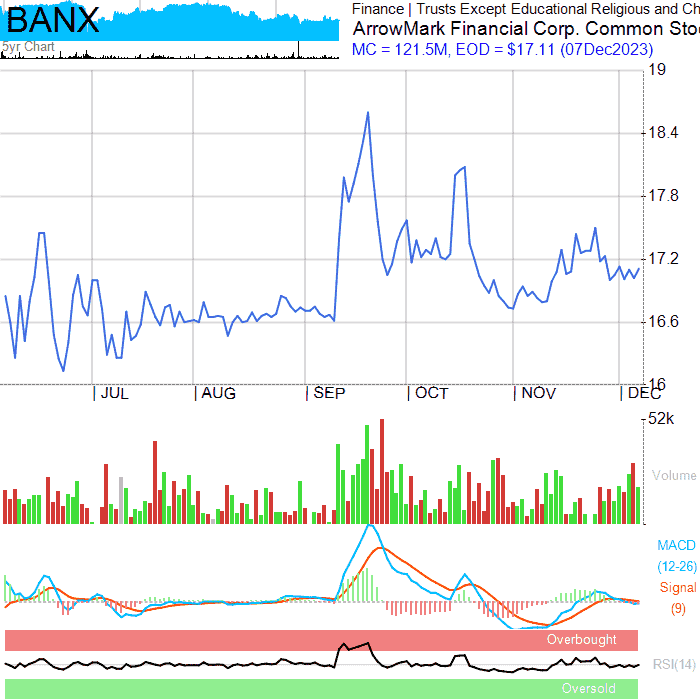 BANX
5yr Chart
Finance | Trusts Except Educational Religious and Ch
ArrowMark Financial Corp. Common Sto
MC = 121.5M, EOD = $17.11 (07Dec2023)
19
18.4
17.8
17.2
16.6
16
JUL AUG SEP OCT NOV DEC
52k
Volume
MACD
(12-26)
Signal
(9)
Overbought
RSI(14)
Oversold